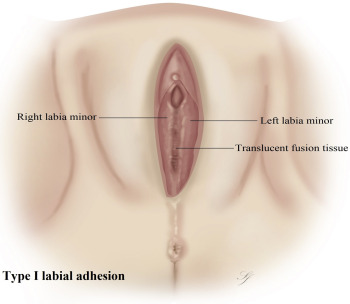 Right labia minor
Left labia minor
Translucent fusion tissue
Type I labial adhesion